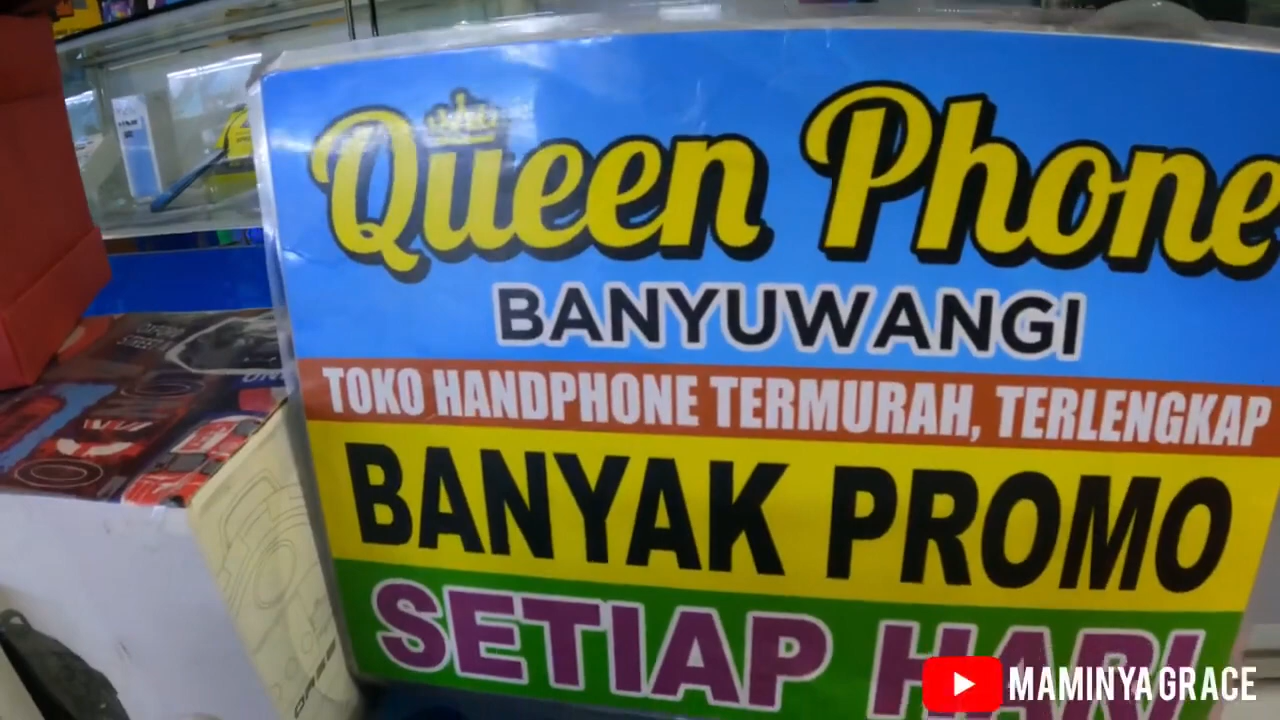 Queen Phone
BANYUWANGI
TOKO HANDPHONE TERMURAH, TERLENGKAP
BANYAK PROMO
SETIAP HARI
MAMINYA GRACE